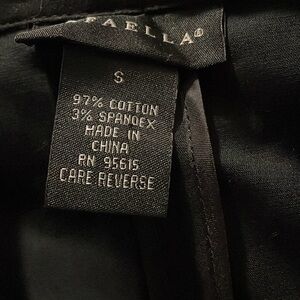 FAELLA®
S
97% COTTON
3% SPANDEX
MADE IN
CHINA
RN 95615
CARE REVERSE